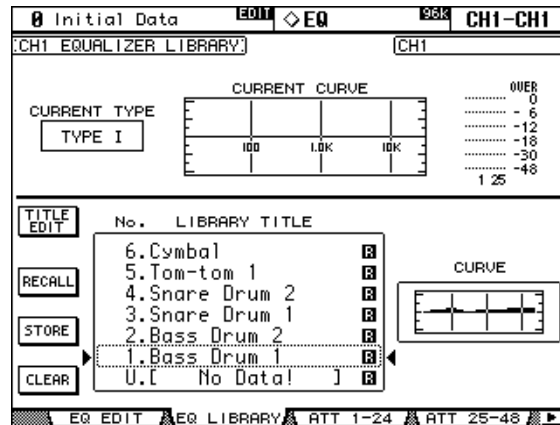 0 Initial Data EDIT ◇EQ 96K CH1-CH1
CH1 EQUALIZER LIBRARY CH1
CURRENT CURVE
CURRENT TYPE
TYPE I
100 1.0K 10K
OVER
0
- 6
-12
-18
-30
-48
1 25
TITLE EDIT
No. LIBRARY TITLE
6.Cymbal R
5.Tom-tom 1 R
4.Snare Drum 2 R
3.Snare Drum 1 R
2.Bass Drum 2 R
1.Bass Drum 1 R
U.[ No Data! ] R
RECALL
STORE
CLEAR
CURVE
EQ EDIT EQ LIBRARY ATT 1-24 ATT 25-48